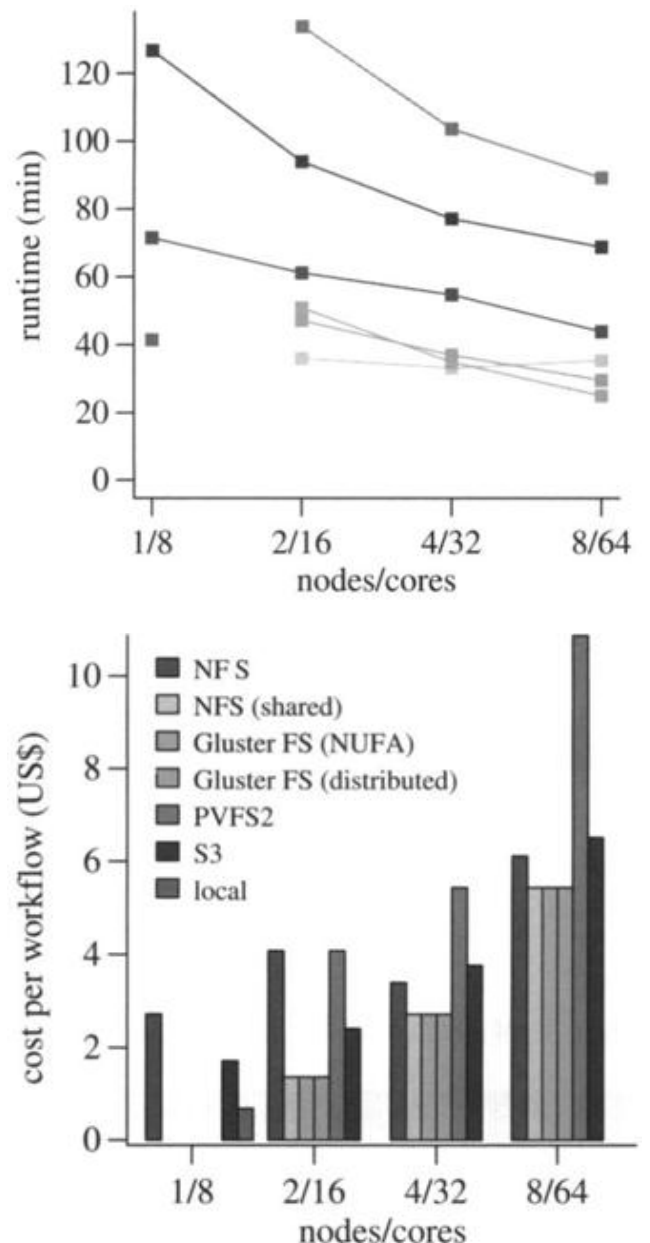 120
100
80
60
40
20
0
runtime (min)
1/8 2/16 4/32 8/64
nodes/cores
10
8
6
4
2
0
cost per workflow (US$)
NF S
NFS (shared)
Gluster FS (NUFA)
Gluster FS (distributed)
PVFS2
S3
local
1/8 2/16 4/32 8/64
nodes/cores